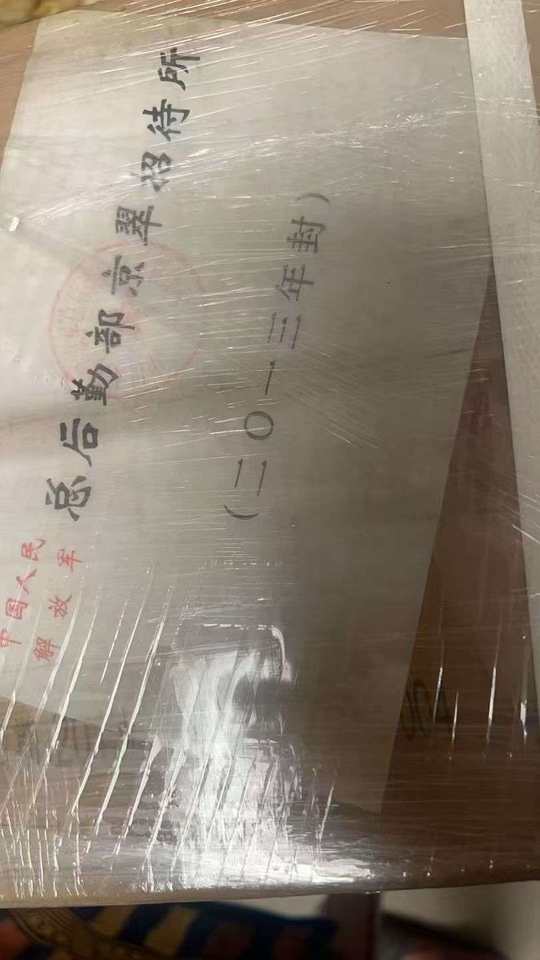 中国人民
解放军
总后勤部京翠招待所
(二〇一三年封)